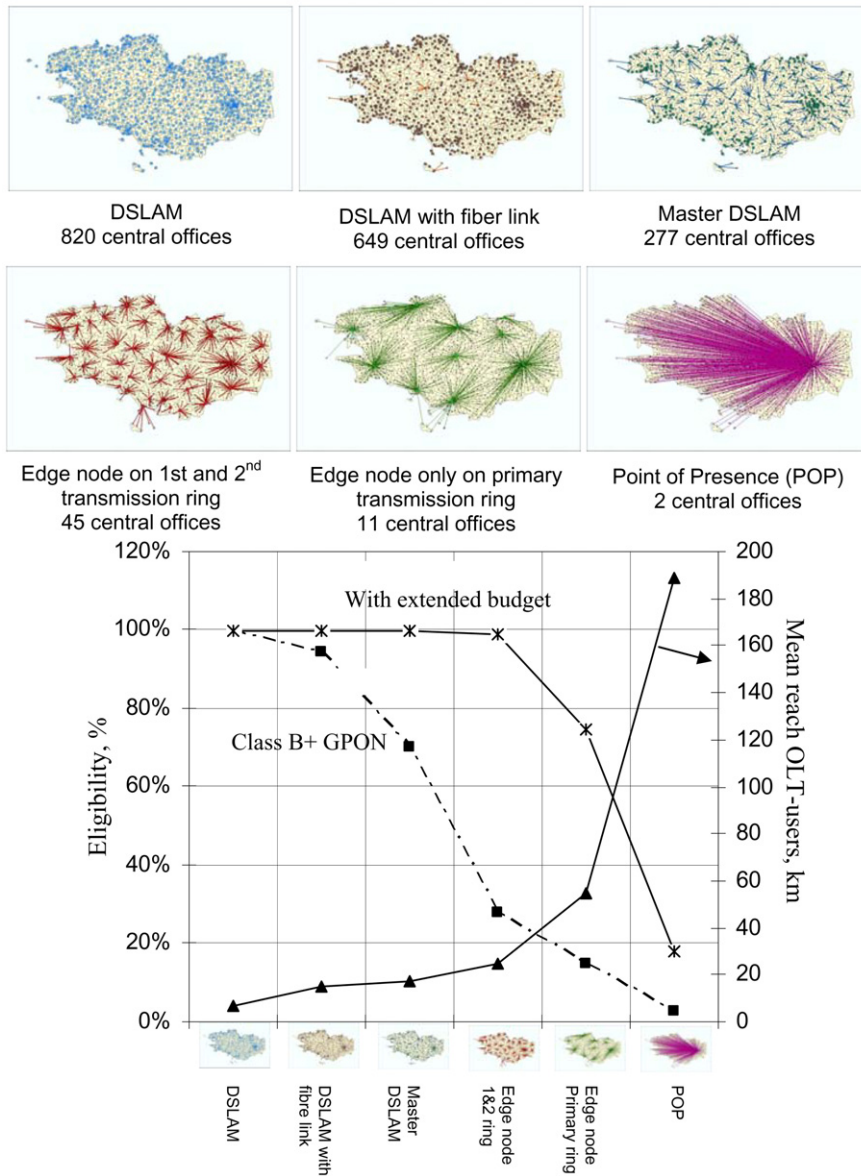 DSLAM
820 central offices
DSLAM with fiber link
649 central offices
Master DSLAM
277 central offices
Edge node on 1st and 2nd
transmission ring
45 central offices
Edge node only on primary
transmission ring
11 central offices
Point of Presence (POP)
2 central offices
120%
100%
80%
60%
40%
20%
0%
Eligibility, %
With extended budget
Class B+ GPON
200
180
160
140
120
100
80
60
40
20
0
Mean reach OLT-users, km
DSLAM
DSLAM with
fibre link
Master
DSLAM
Edge node
1&2 ring
Edge node
Primary ring
POP